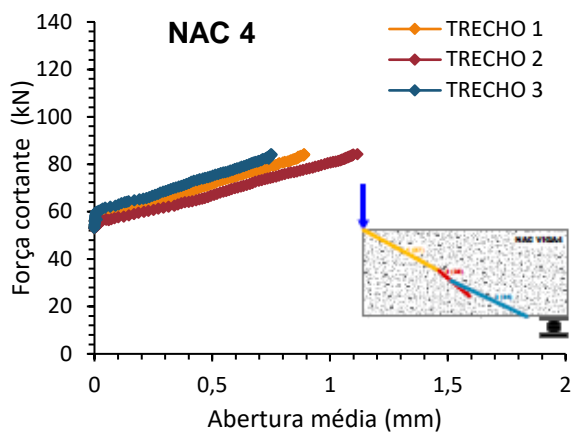 NAC 4
TRECHO 1
TRECHO 2
TRECHO 3
Força cortante (kN)
140
120
100
80
60
40
20
0
NAC VIGA4
0
0,5
1
1,5
2
Abertura média (mm)